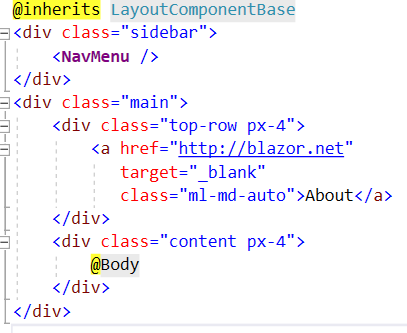 @inherits LayoutComponentBase
<div class="sidebar">
    <NavMenu />
</div>
<div class="main">
    <div class="top-row px-4">
        <a href="http://blazor.net"
           target="_blank"
           class="ml-md-auto">About</a>
    </div>
    <div class="content px-4">
        @Body
    </div>
</div>